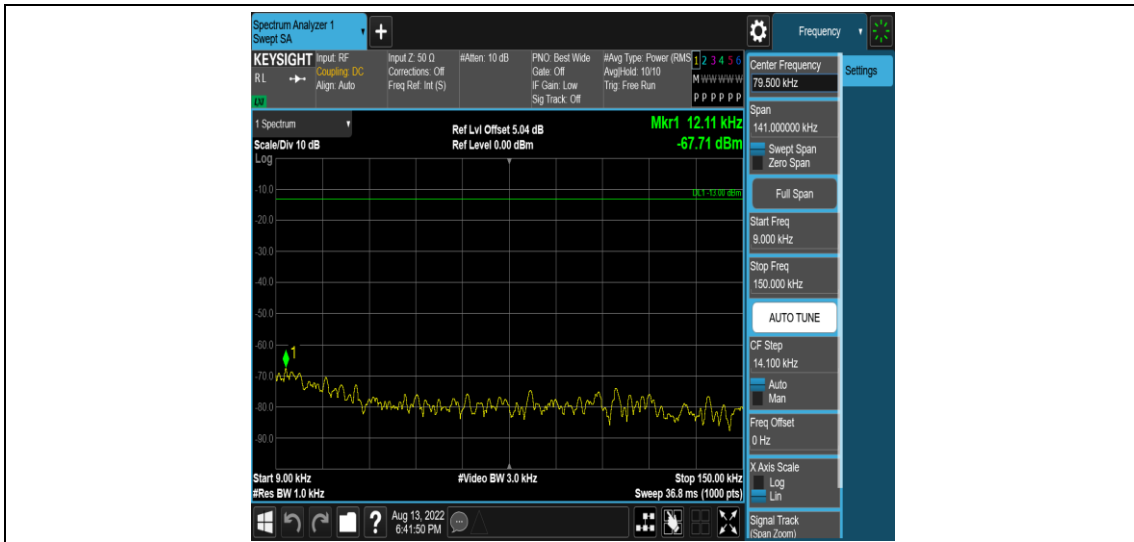 Spectrum Analyzer 1
Swept SA
+
Frequency
KEYSIGHT
RL
LXI
Input: RF
Coupling: DC
Align: Auto
Input Z: 50 Ω
Corrections: Off
Freq Ref: Int (S)
#Atten: 10 dB
PNO: Best Wide
Gate: Off
IF Gain: Low
Sig Track: Off
#Avg Type: Power (RMS
Avg|Hold: 10/10
Trig: Free Run
1 2 3 4 5 6
M W W W W W
P P P P P P
1 Spectrum
Scale/Div 10 dB
Log
Ref Lvl Offset 5.04 dB
Ref Level 0.00 dBm
Mkr1 12.11 kHz
-67.71 dBm
DL1 -13.00 dBm
-10.0
-20.0
-30.0
-40.0
-50.0
-60.0
1
-70.0
-80.0
-90.0
Start 9.00 kHz
#Res BW 1.0 kHz
#Video BW 3.0 kHz
Stop 150.00 kHz
Sweep 36.8 ms (1000 pts)
?
Aug 13, 2022
6:41:50 PM
Center Frequency
79.500 kHz
Settings
Span
141.000000 kHz
Swept Span
Zero Span
Full Span
Start Freq
9.000 kHz
Stop Freq
150.000 kHz
AUTO TUNE
CF Step
14.100 kHz
Auto
Man
Freq Offset
0 Hz
X Axis Scale
Log
Lin
Signal Track
(Span Zoom)